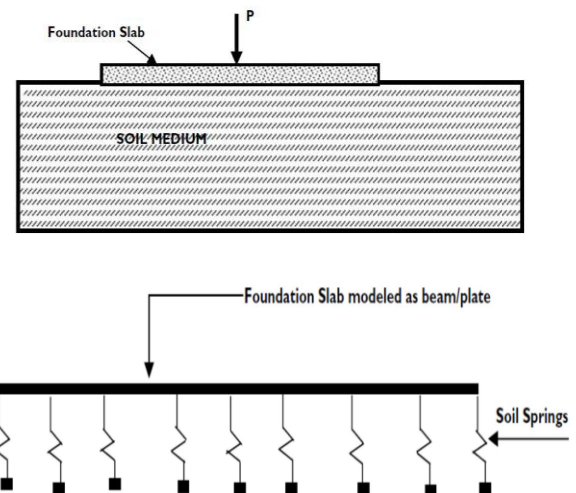 P
Foundation Slab
SOIL MEDIUM
Foundation Slab modeled as beam/plate
Soil Springs